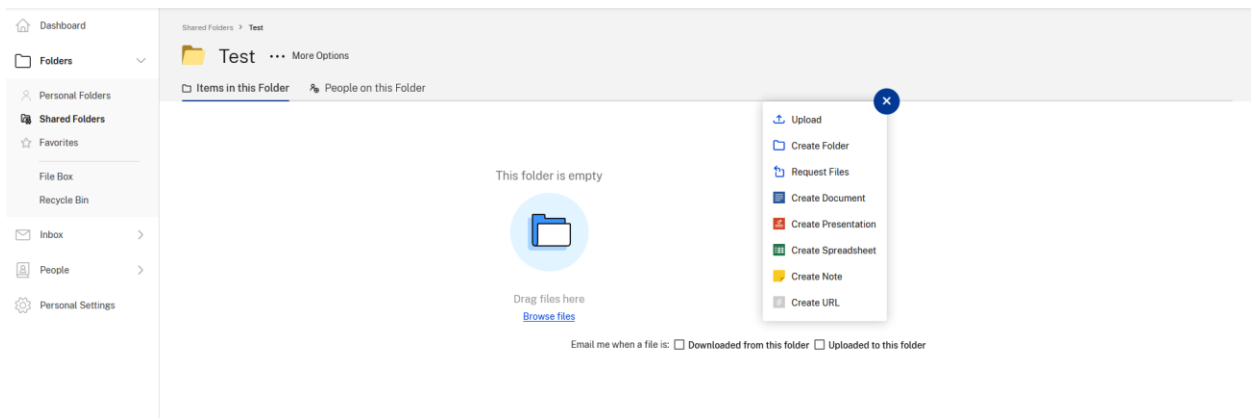 Dashboard
Folders
Personal Folders
Shared Folders
Favorites
File Box
Recycle Bin
Inbox
People
Personal Settings
Shared Folders > Test
Test ••• More Options
Items in this Folder People on this Folder
This folder is empty
Drag files here
Browse files
Upload
Create Folder
Request Files
Create Document
Create Presentation
Create Spreadsheet
Create Note
Create URL
Email me when a file is: Downloaded from this folder Uploaded to this folder